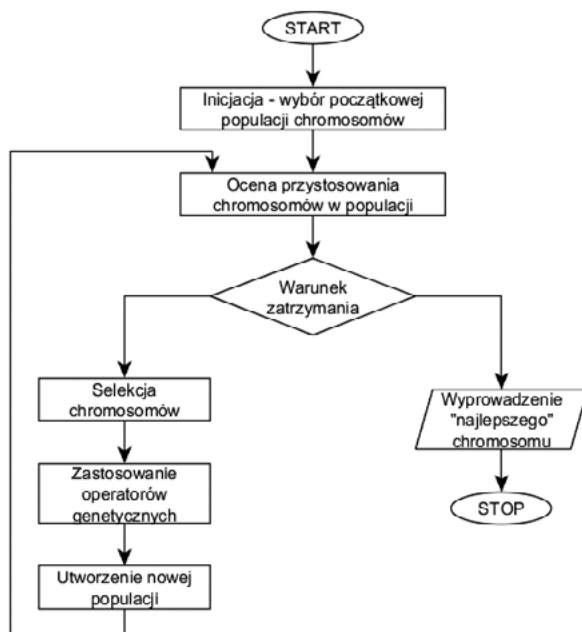 START
Inicjacja - wybór początkowej
populacji chromosomów
Ocena przystosowania
chromosomów w populacji
Warunek
zatrzymania
Selekcja
chromosomów
Zastosowanie
operatorów
genetycznych
Utworzenie nowej
populacji
Wyprowadzenie
"najlepszego"
chromosomu
STOP